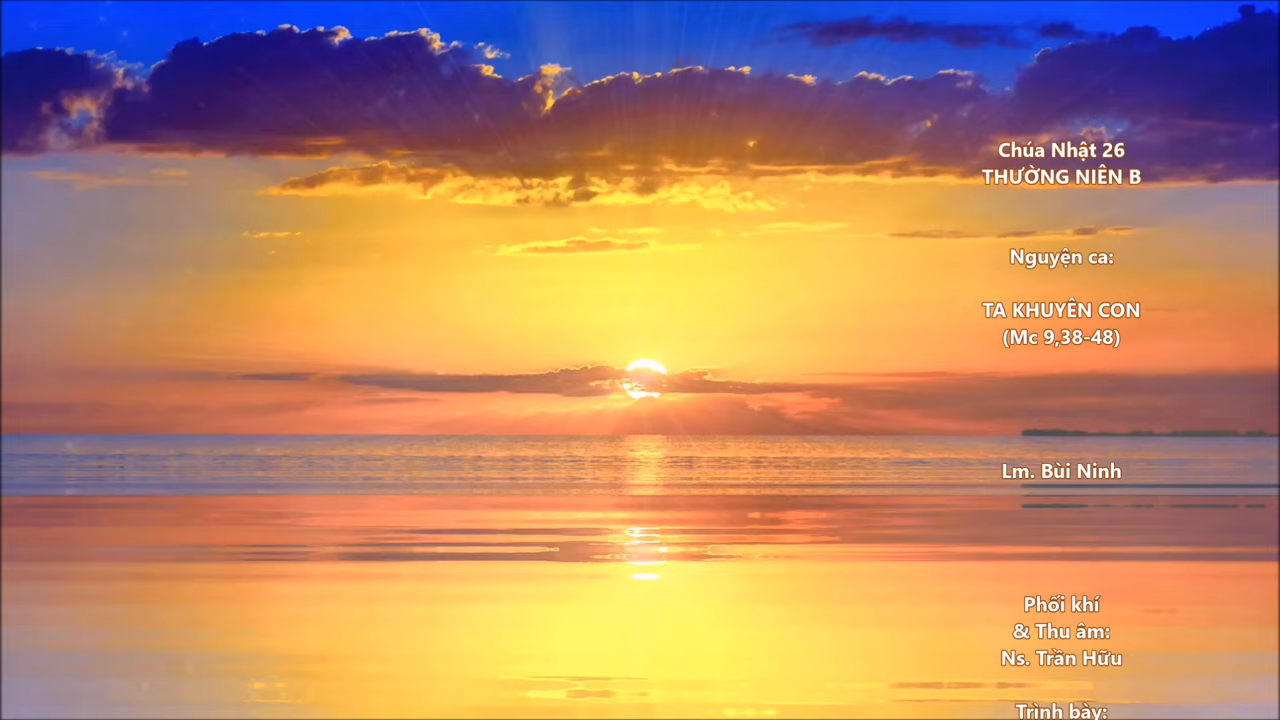 Chúa Nhật 26
THƯỜNG NIÊN B
Nguyện ca:
TA KHUYÊN CON
(Mc 9,38-48)
Lm. Bùi Ninh
Phối khí
& Thu âm:
Ns. Trần Hữu
Trình bày: